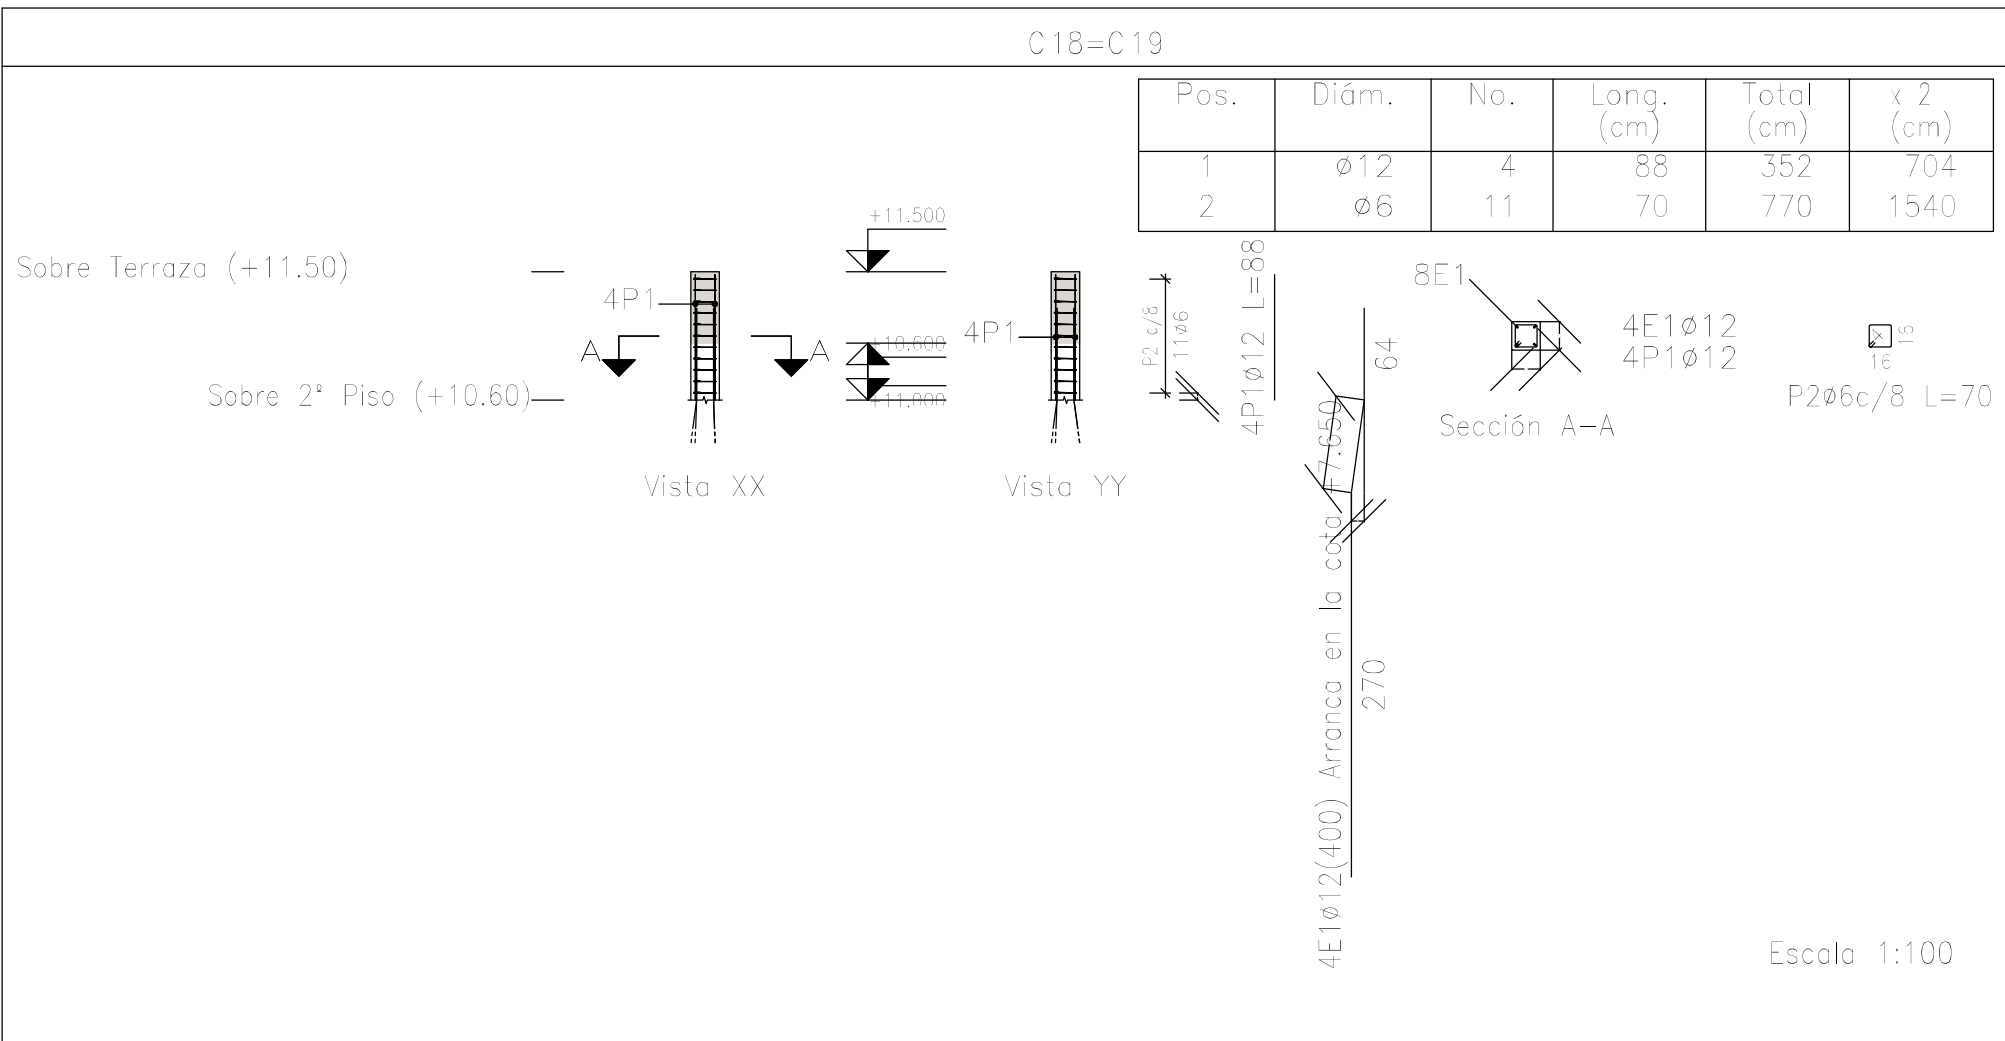 C18=C19
Pos. Diám. No. Long. (cm) Total (cm) x 2 (cm)
1 ø12 4 88 352 704
2 ø6 11 70 770 1540
+11.500
Sobre Terraza (+11.50)
4P1
A
A
+10.600
Sobre 2ª Piso (+10.60)
+11.000
Vista XX
4P1
Vista YY
P2 c/8
11ø6
4P1ø12 L=88
64
270
4E1ø12(400) Arranca en la cota +7.650
8E1
4E1ø12
4P1ø12
Sección A-A
X
16
16
P2ø6c/8 L=70
Escala 1:100